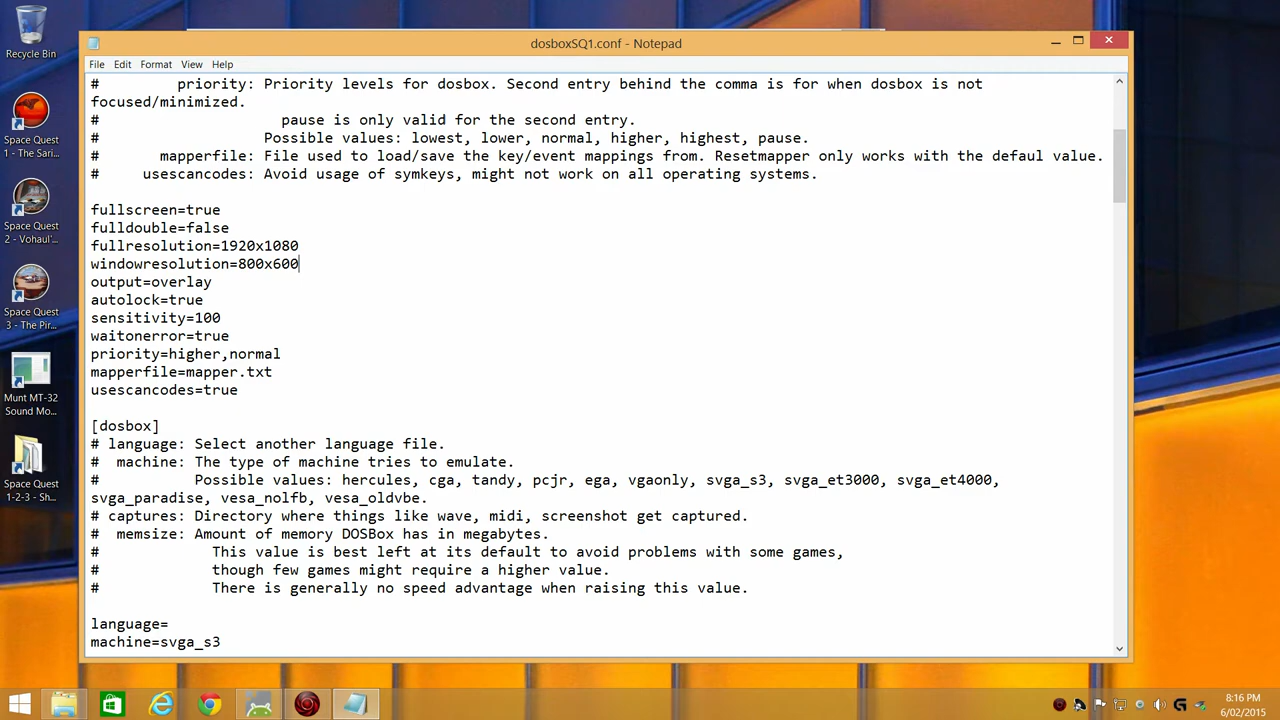 Recycle Bin
Space Quest
1 - The Sari...
Space Quest
2 - Vohaul'...
Space Quest
3 - The Pir...
Munt MT-32
Sound Mo...
Space Quest
1-2-3 - Sh...
dosboxSQ1.conf - Notepad
File Edit Format View Help
# priority: Priority levels for dosbox. Second entry behind the comma is for when dosbox is not
focused/minimized.
# pause is only valid for the second entry.
# Possible values: lowest, lower, normal, higher, highest, pause.
# mapperfile: File used to load/save the key/event mappings from. Resetmapper only works with the defaul value.
# usescancodes: Avoid usage of symkeys, might not work on all operating systems.
fullscreen=true
fulldouble=false
fullresolution=1920x1080
windowresolution=800x600
output=overlay
autolock=true
sensitivity=100
waitonerror=true
priority=higher,normal
mapperfile=mapper.txt
usescancodes=true
[dosbox]
# language: Select another language file.
# machine: The type of machine tries to emulate.
# Possible values: hercules, cga, tandy, pcjr, ega, vgaonly, svga_s3, svga_et3000, svga_et4000,
svga_paradise, vesa_nolfb, vesa_oldvbe.
# captures: Directory where things like wave, midi, screenshot get captured.
# memsize: Amount of memory DOSBox has in megabytes.
# This value is best left at its default to avoid problems with some games,
# though few games might require a higher value.
# There is generally no speed advantage when raising this value.
language=
machine=svga_s3
8:16 PM
6/02/2015